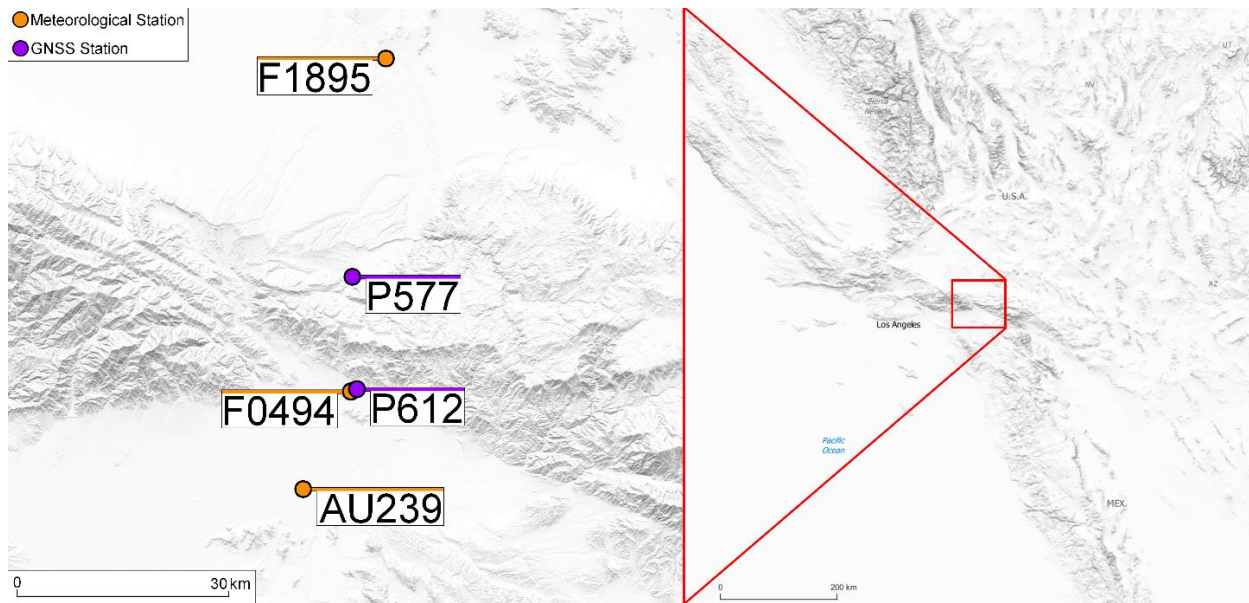 Meteorological Station
GNSS Station
F1895
P577
F0494
P612
AU239
0 30 km
Sierra
Nevada
UT
NV
CA
U.S.A.
AZ
Los Angeles
Pacific
Ocean
MEX.
0 200 km